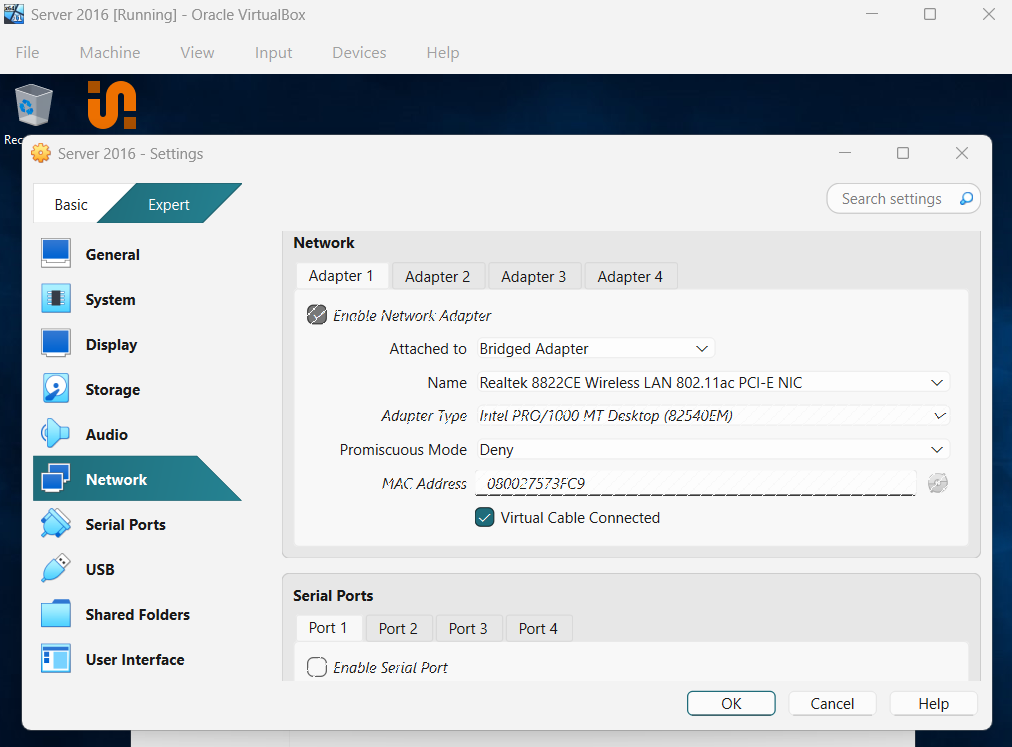 Server 2016 [Running] - Oracle VirtualBox
File Machine View Input Devices Help
Rec
Server 2016 - Settings
Basic Expert
Search settings
General
System
Display
Storage
Audio
Network
Serial Ports
USB
Shared Folders
User Interface
Network
Adapter 1 Adapter 2 Adapter 3 Adapter 4
Enable Network Adapter
Attached to Bridged Adapter
Name Realtek 8822CE Wireless LAN 802.11ac PCI-E NIC
Adapter Type Intel PRO/1000 MT Desktop (82540EM)
Promiscuous Mode Deny
MAC Address 080027573FC9
Virtual Cable Connected
Serial Ports
Port 1 Port 2 Port 3 Port 4
Enable Serial Port
OK Cancel Help